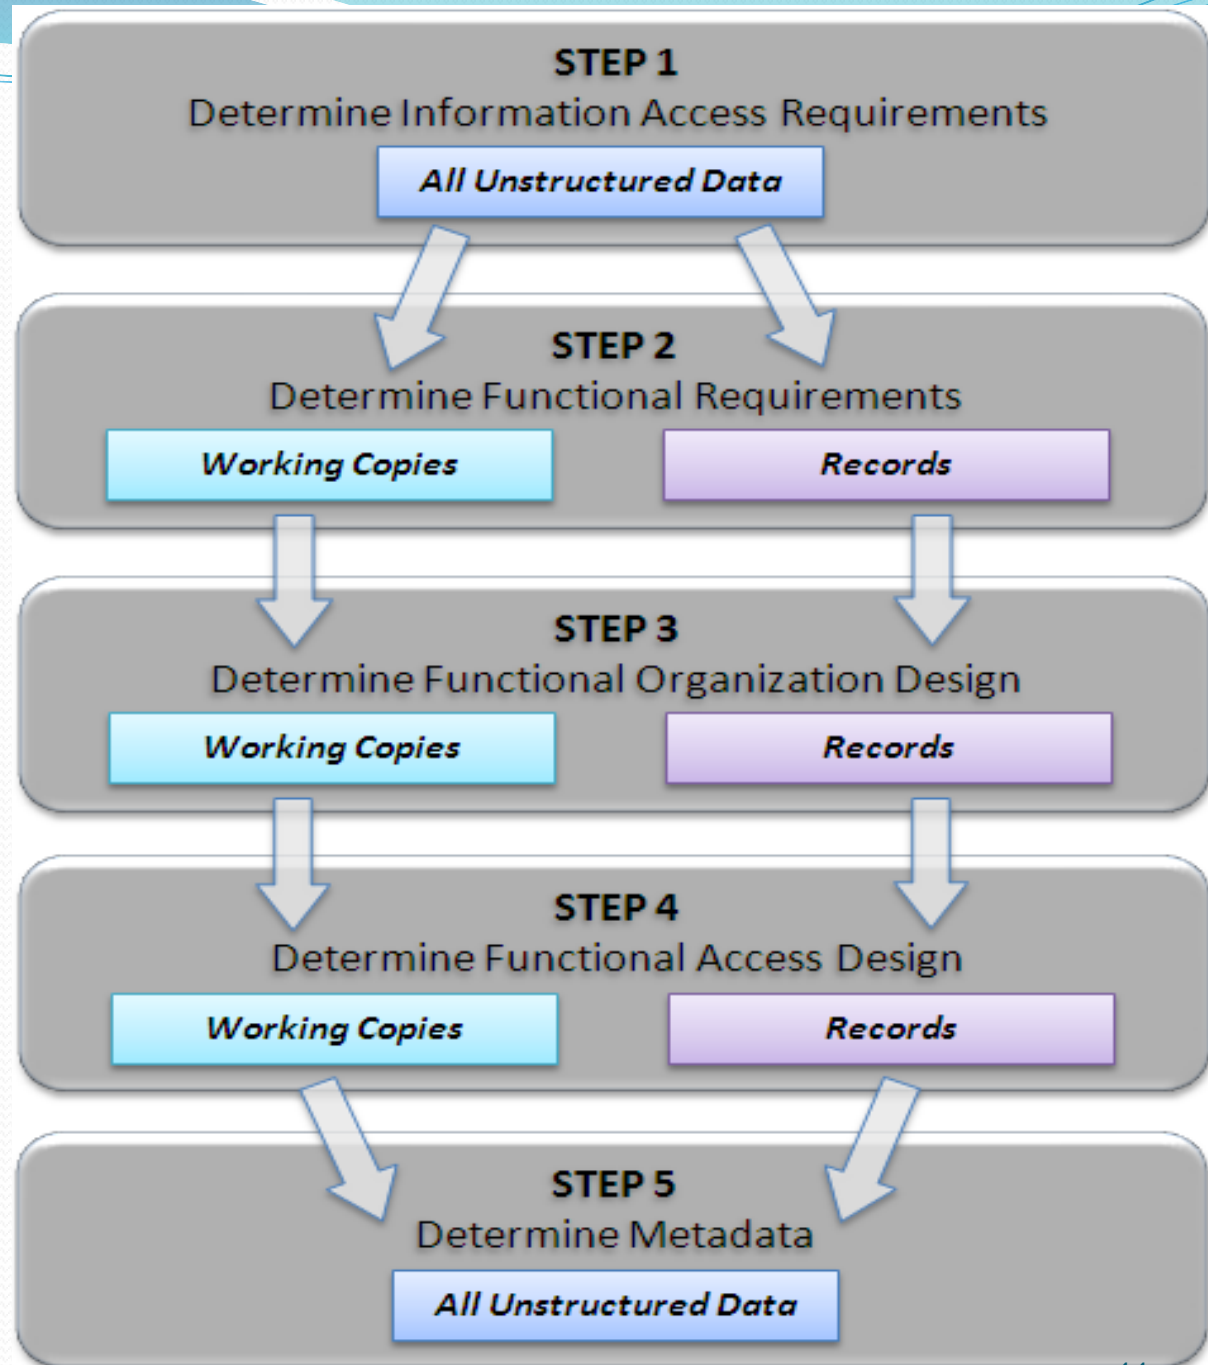 STEP 1
Determine Information Access Requirements
All Unstructured Data
STEP 2
Determine Functional Requirements
Working Copies
Records
STEP 3
Determine Functional Organization Design
Working Copies
Records
STEP 4
Determine Functional Access Design
Working Copies
Records
STEP 5
Determine Metadata
All Unstructured Data